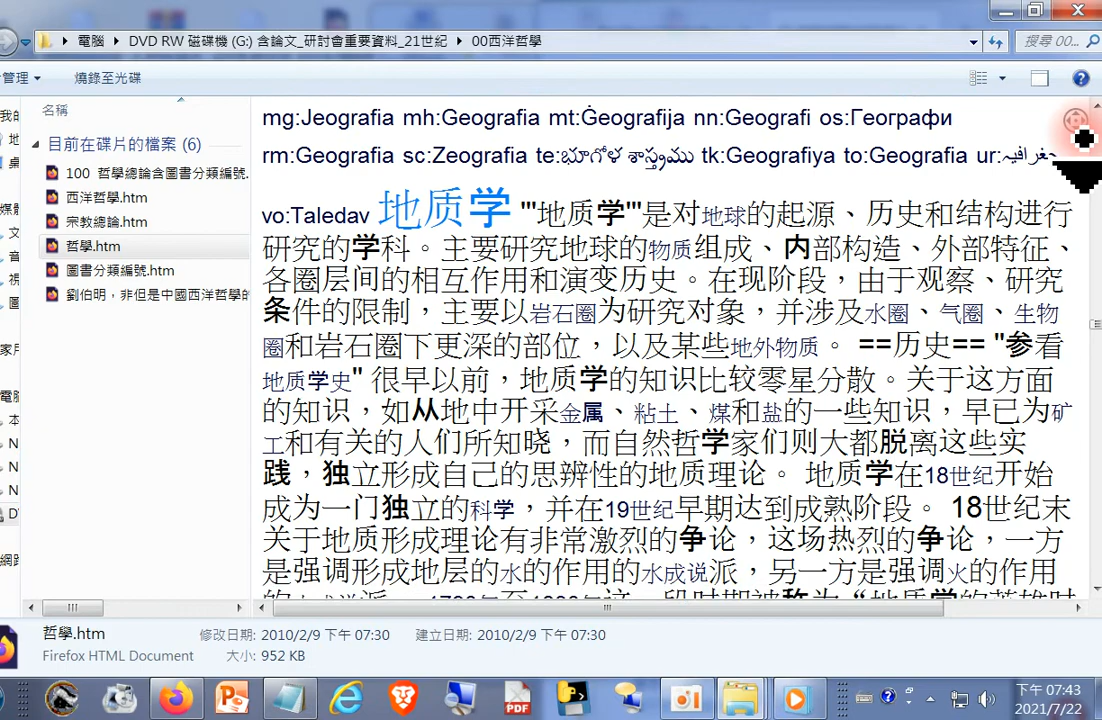 電腦 DVD RW 磁碟機 (G:) 含論文_研討會重要資料_21世紀 00西洋哲學
搜尋 00...
管理 燒錄至光碟
名稱
目前在碟片的檔案 (6)
100 哲學總論含圖書分類編號.
西洋哲學.htm
宗教總論.htm
哲學.htm
圖書分類編號.htm
劉伯明，非但是中國西洋哲學的
mg:Jeografia mh:Geografia mt:Ġeografija nn:Geografi os:Географи
rm:Geografia sc:Zeografia te:భూగోళ శాస్త్రము tk:Geografiya to:Geografia ur:جغرافیہ
vo:Taledav 地质学 '''地质学'''是对地球的起源、历史和结构进行
研究的学科。主要研究地球的物质组成、内部构造、外部特征、
各圈层间的相互作用和演变历史。在现阶段，由于观察、研究
条件的限制，主要以岩石圈为研究对象，并涉及水圈、气圈、生物
圈和岩石圈下更深的部位，以及某些地外物质。 ==历史== "参看
地质学史" 很早以前，地质学的知识比较零星分散。关于这方面
的知识，如从地中开采金属、粘土、煤和盐的一些知识，早已为矿
工和有关的人们所知晓，而自然哲学家们则大都脱离这些实
践，独立形成自己的思辨性的地质理论。 地质学在18世纪开始
成为一门独立的科学，并在19世纪早期达到成熟阶段。 18世纪末
关于地质形成理论有非常激烈的争论，这场热烈的争论，一方
是强调形成地层的水的作用的水成说派，另一方是强调火的作用
哲學.htm 修改日期: 2010/2/9 下午 07:30 建立日期: 2010/2/9 下午 07:30
Firefox HTML Document 大小: 952 KB
下午 07:43
2021/7/22